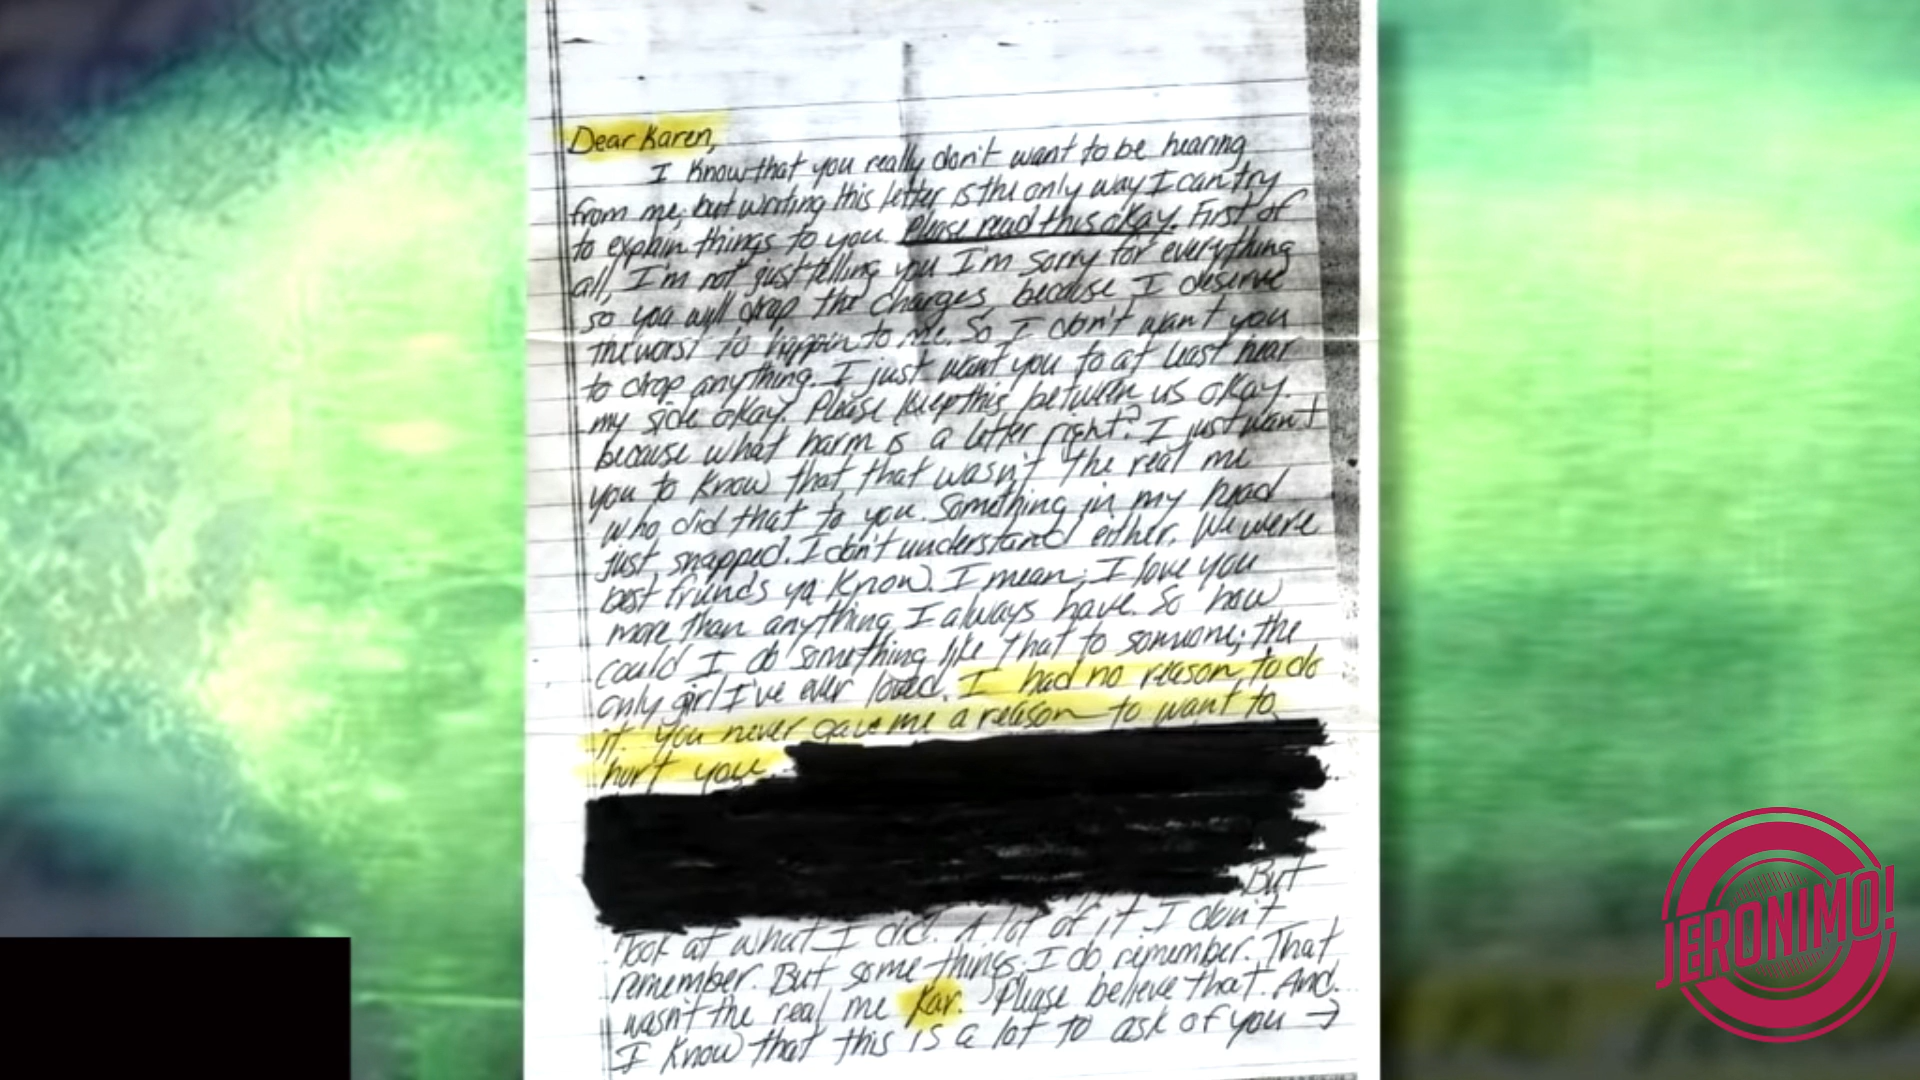 Dear Karen,
I know that you really don't want to be hearing
from me, but writing this letter is the only way I can try
to explain things to you. Please read this okay. First of
all, I'm not just telling you I'm sorry for everything
so you will drop the charges, because I deserve
the worst to happen to me. So I don't want you
to drop anything. I just want you to at least hear
my side okay. Please keep this between us okay.
because what harm is a letter right? I just want
you to know that that wasn't the real me
who did that to you. Something in my head
just snapped. I don't understand either. We were
best friends ya know. I mean, I love you
more than anything I always have. So how
could I do something like that to someone; the
only girl I've ever loved. I had no reason to do
it. You never gave me a reason to want to
hurt you.
But
look at what I did. A lot of it I don't
remember. But some things I do remember. That
wasn't the real me Kar. Please believe that. And
I know that this is a lot to ask of you →
JERONIMO!